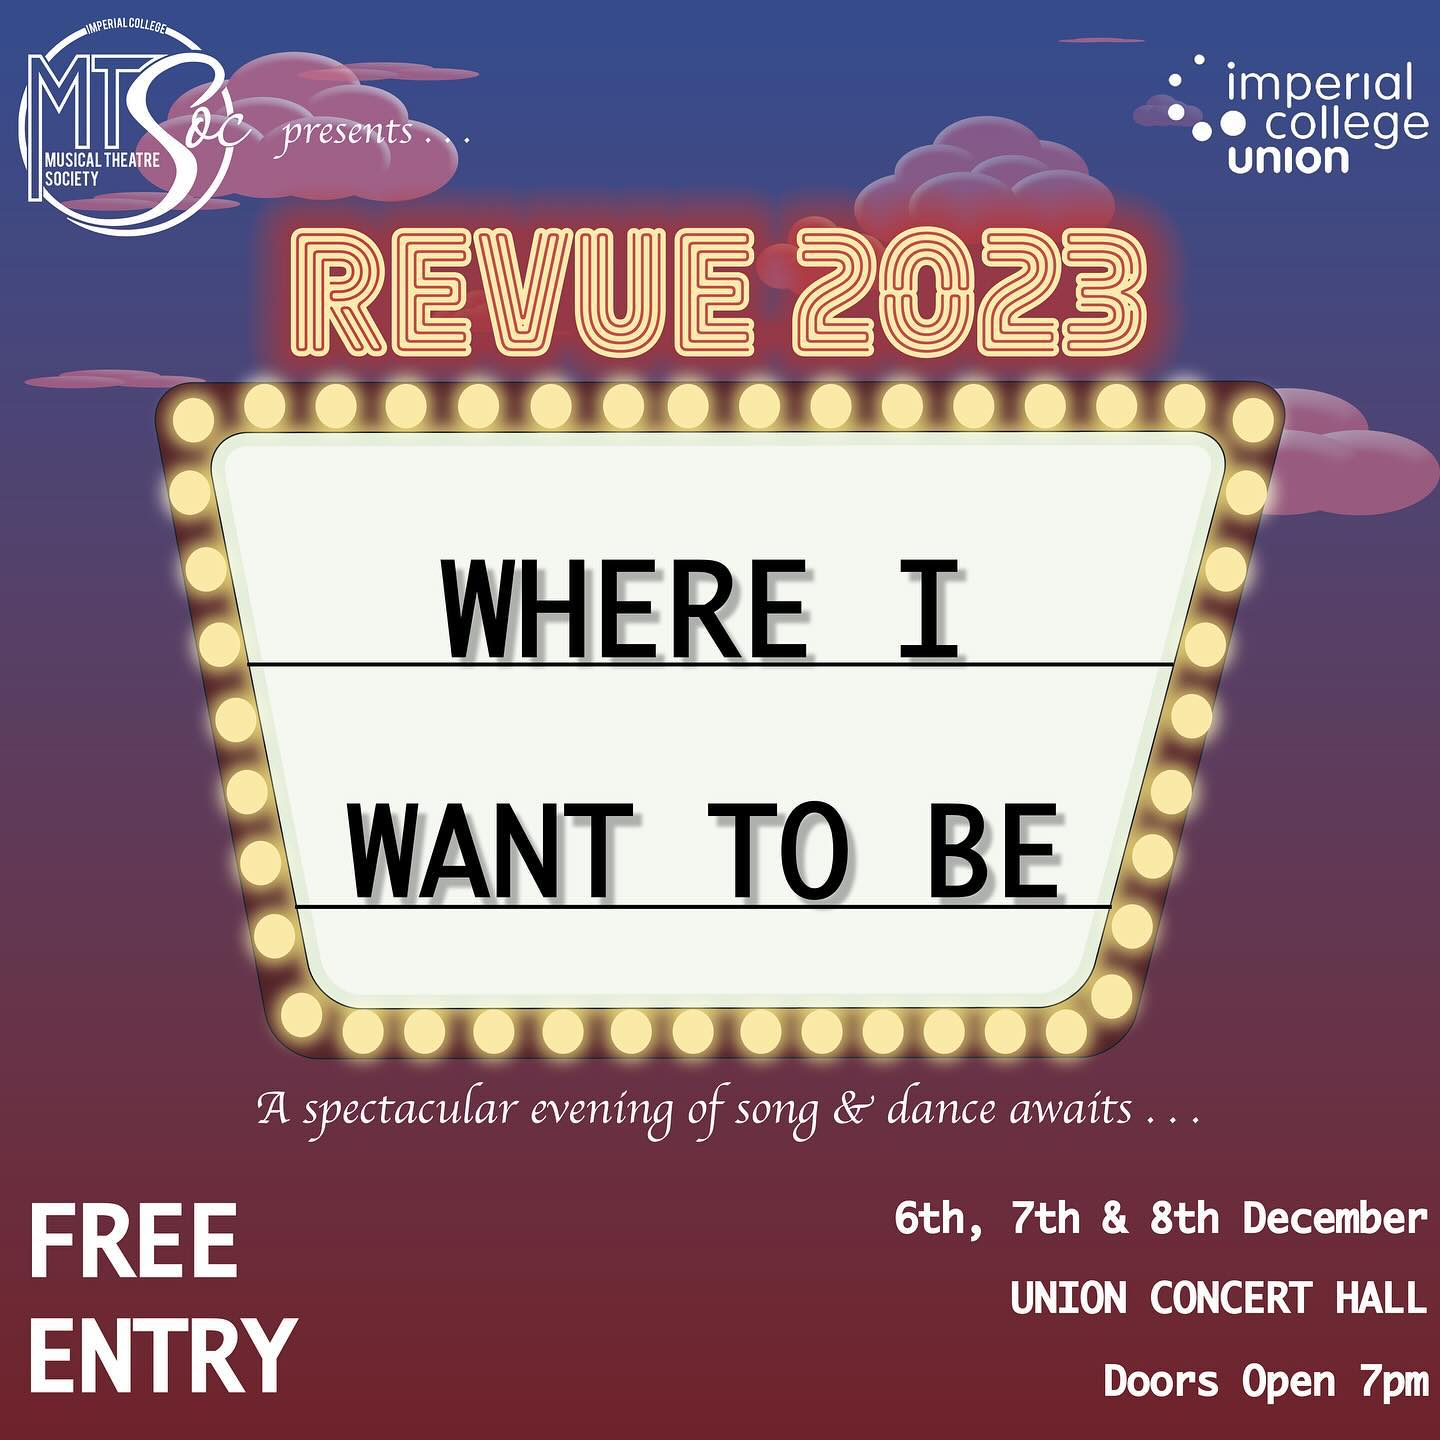 IMPERIAL COLLEGE
MTSoc
MUSICAL THEATRE
SOCIETY
presents . . .
imperial
college
union
REVUE 2023
WHERE I
WANT TO BE
A spectacular evening of song & dance awaits . . .
FREE
ENTRY
6th, 7th & 8th December
UNION CONCERT HALL
Doors Open 7pm